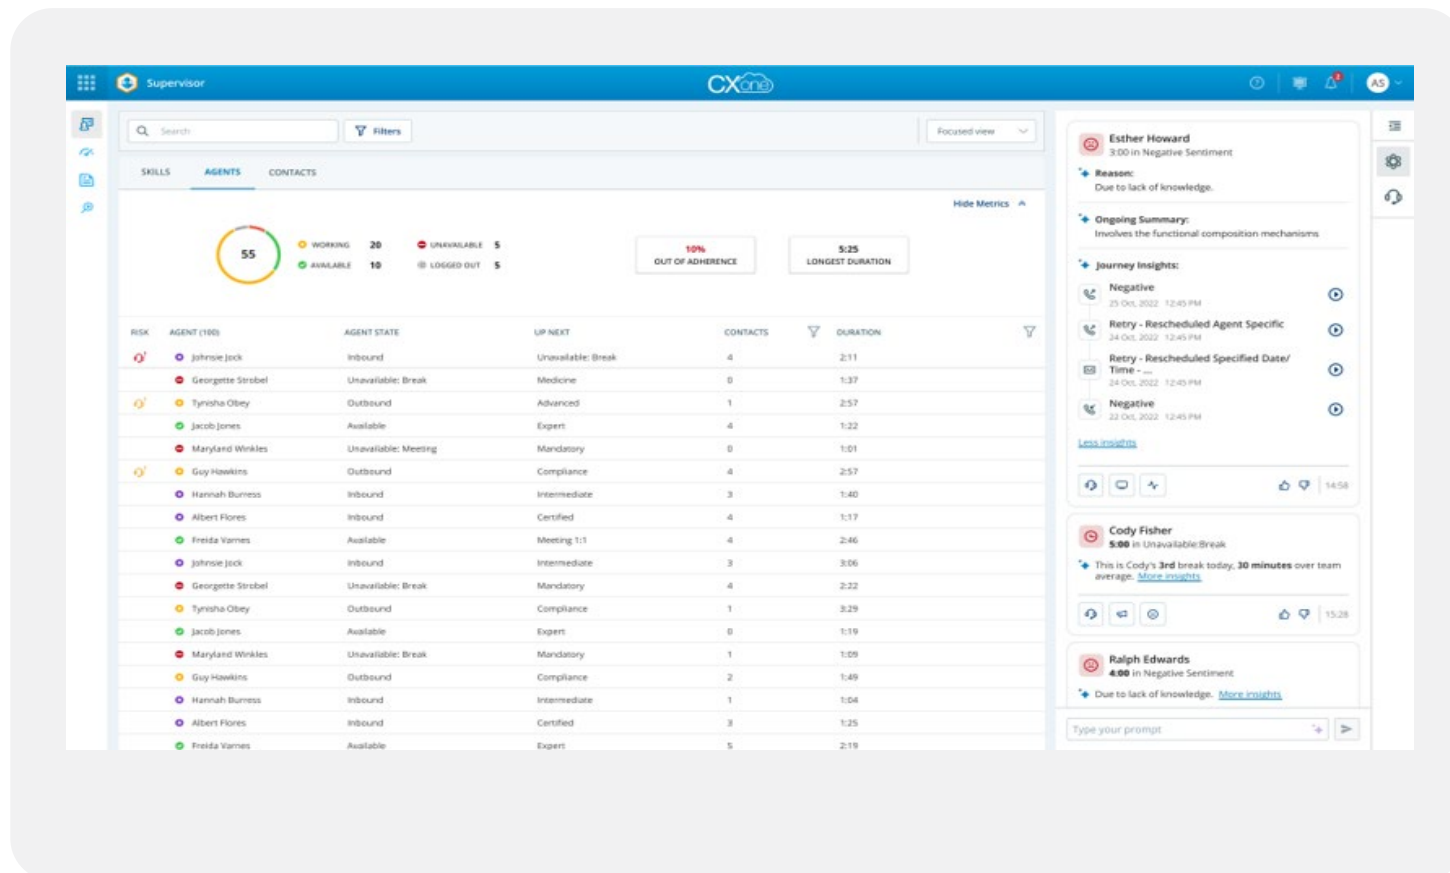 Supervisor
CXone
2
AS
Search
Filters
Focused view
SKILLS AGENTS CONTACTS
Hide Metrics
55
WORKING 20 UNAVAILABLE 5
AVAILABLE 10 LOGGED OUT 5
10%
OUT OF ADHERENCE
5:25
LONGEST DURATION
RISK AGENT (100) AGENT STATE UP NEXT CONTACTS DURATION
Johnsie Jock Inbound Unavailable: Break 4 2:11
Georgette Strobel Unavailable: Break Medicine 0 1:37
Tynisha Obey Outbound Advanced 1 2:57
Jacob Jones Available Expert 4 1:22
Maryland Winkles Unavailable: Meeting Mandatory 0 1:01
Guy Hawkins Outbound Compliance 4 2:57
Hannah Burress Inbound Intermediate 3 1:40
Albert Flores Inbound Certified 4 1:17
Freida Varnes Available Meeting 1:1 4 2:46
Johnsie Jock Inbound Intermediate 3 3:06
Georgette Strobel Unavailable: Break Mandatory 4 2:22
Tynisha Obey Outbound Compliance 1 3:29
Jacob Jones Available Expert 0 1:19
Maryland Winkles Unavailable: Break Mandatory 1 1:09
Guy Hawkins Outbound Compliance 2 1:49
Hannah Burress Inbound Intermediate 1 1:04
Albert Flores Inbound Certified 3 1:25
Freida Varnes Available Expert 5 2:19
Esther Howard
3:00 in Negative Sentiment
Reason:
Due to lack of knowledge.
Ongoing Summary:
Involves the functional composition mechanisms
Journey Insights:
Negative
25 Oct, 2022 12:45 PM
Retry - Rescheduled Agent Specific
24 Oct, 2022 12:45 PM
Retry - Rescheduled Specified Date/
Time - ...
24 Oct, 2022 12:45 PM
Negative
22 Oct, 2022 12:45 PM
Less insights
14:58
Cody Fisher
5:00 in Unavailable:Break
This is Cody's 3rd break today, 30 minutes over team
average. More insights
15:28
Ralph Edwards
4:00 in Negative Sentiment
Due to lack of knowledge. More insights
Type your prompt